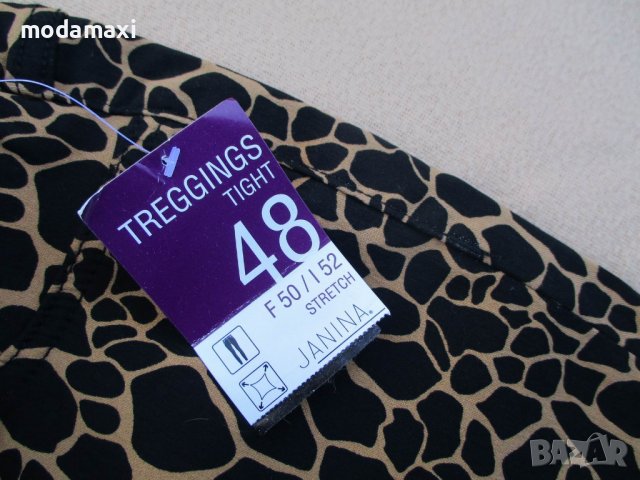 modamaxi
TREGGINGS
TIGHT
48
F 50 / I 52
STRETCH
JANINA®
BAZAR